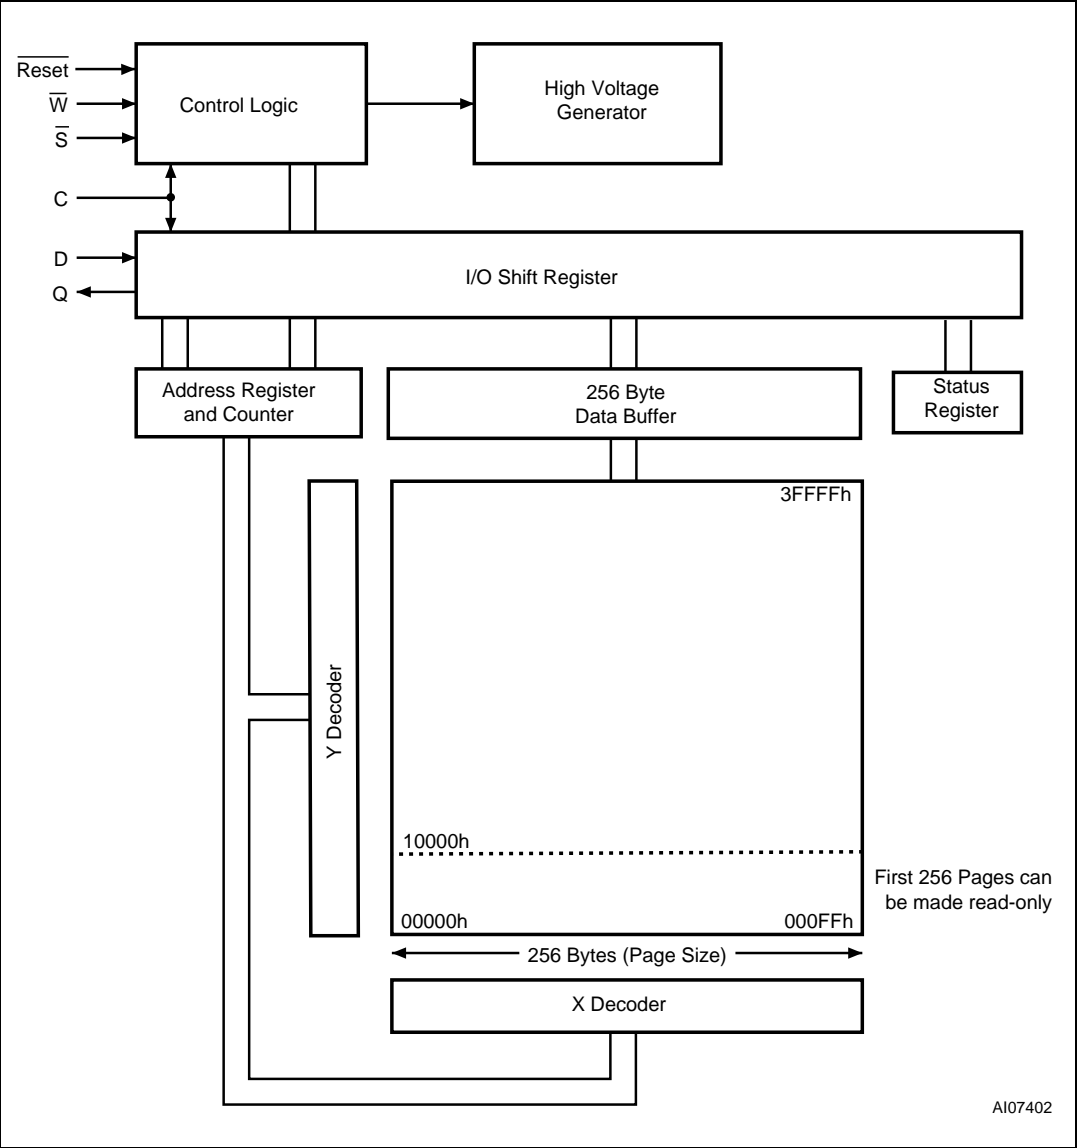 Reset
W
S
C
D
Q
Control Logic
High Voltage
Generator
I/O Shift Register
Address Register
and Counter
256 Byte
Data Buffer
Status
Register
3FFFFh
Y Decoder
10000h
First 256 Pages can
be made read-only
00000h
000FFh
256 Bytes (Page Size)
X Decoder
AI07402